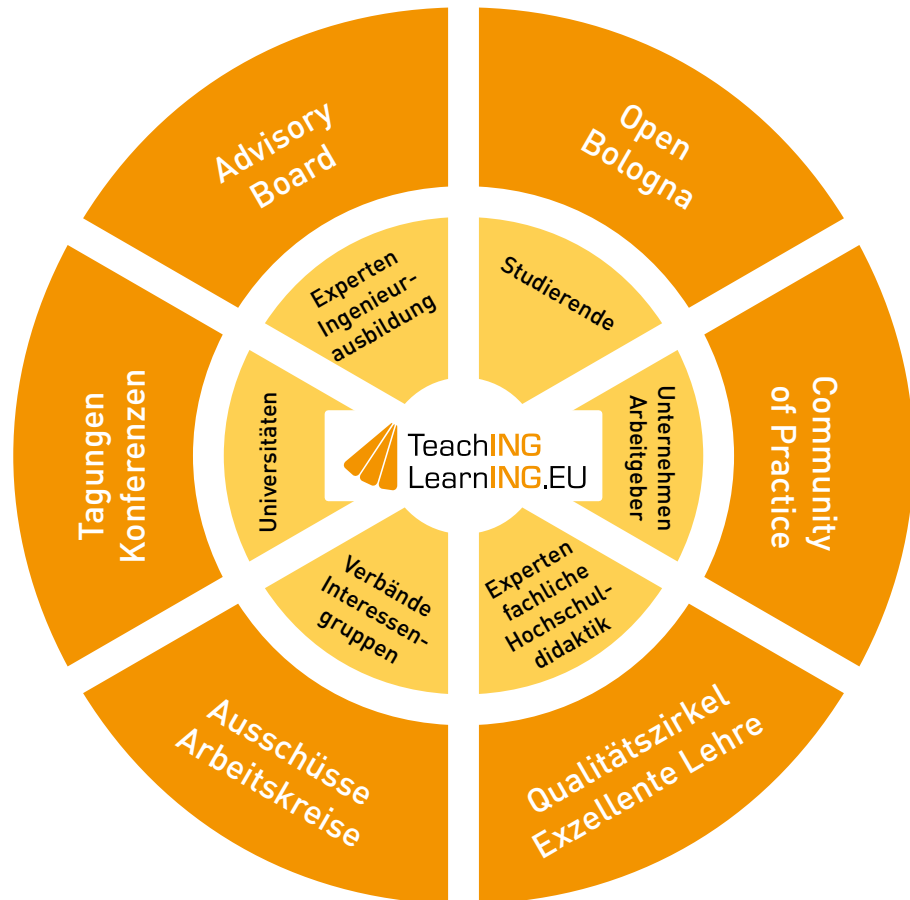 Advisory
Board
Open
Bologna
Experten
Ingenieur-
ausbildung
Studierende
Tagungen
Konferenzen
Universitäten
TeachING
LearnING.EU
Unternehmen
Arbeitgeber
Community
of Practice
Verbände
Interessen-
gruppen
Experten
fachliche
Hochschul-
didaktik
Ausschüsse
Arbeitskreise
Qualitätszirkel
Exzellente Lehre